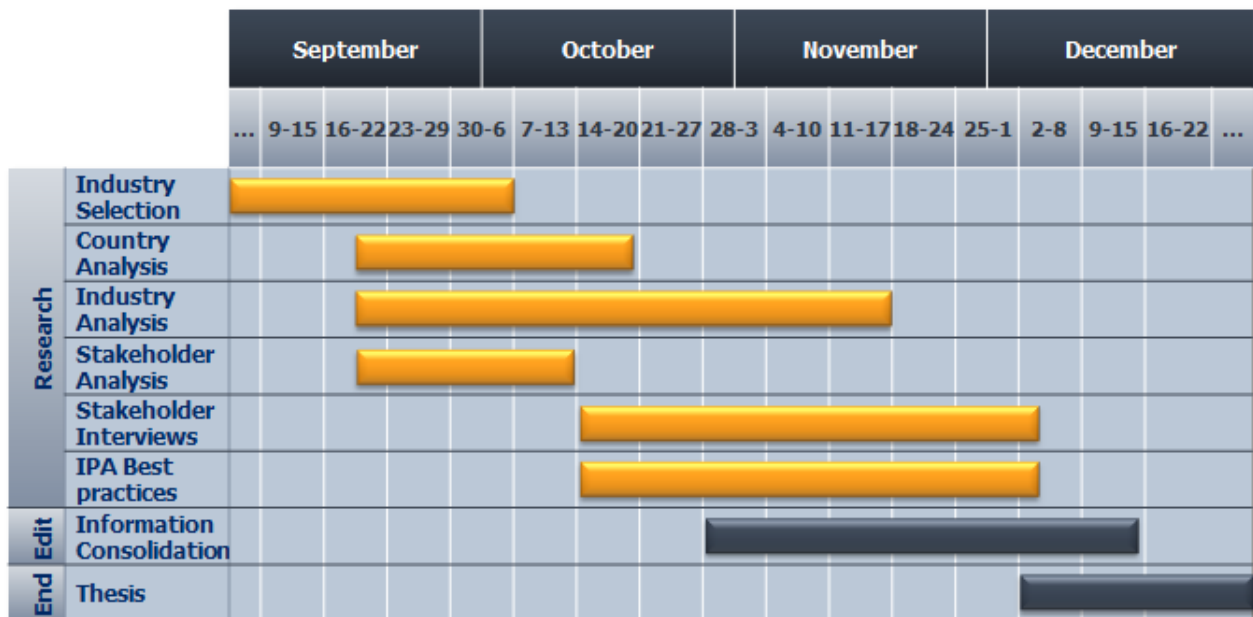 September October November December
... 9-15 16-22 23-29 30-6 7-13 14-20 21-27 28-3 4-10 11-17 18-24 25-1 2-8 9-15 16-22 ...
Research
Industry
Selection
Country
Analysis
Industry
Analysis
Stakeholder
Analysis
Stakeholder
Interviews
IPA Best
practices
Edit
Information
Consolidation
End
Thesis